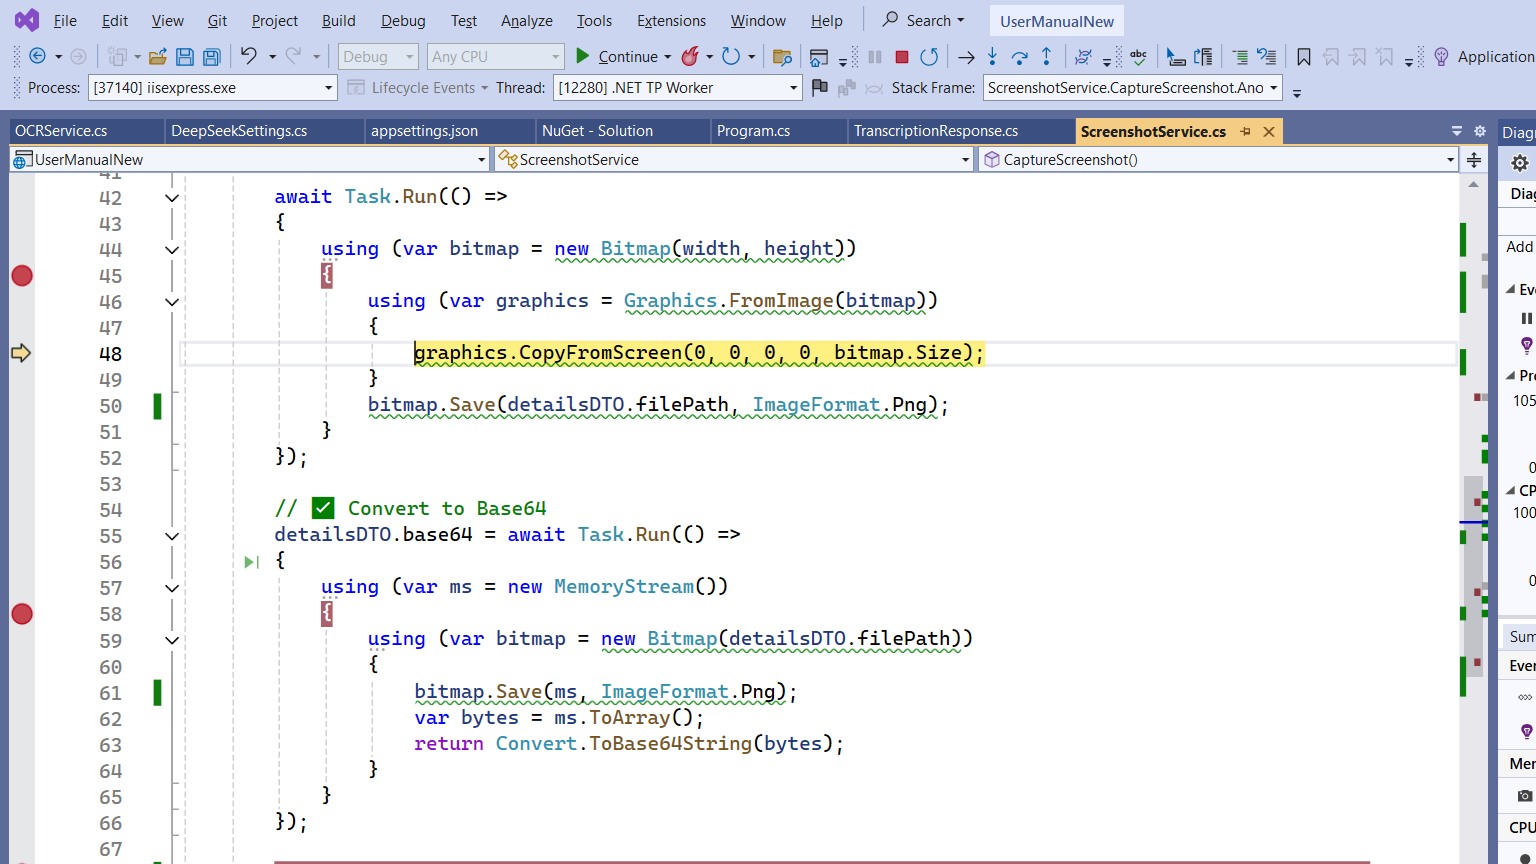 File Edit View Git Project Build Debug Test Analyze Tools Extensions Window Help Search UserManualNew
Debug Any CPU Continue abc Application
Process: [37140] iisexpress.exe Lifecycle Events Thread: [12280] .NET TP Worker Stack Frame: ScreenshotService.CaptureScreenshot.Ano
OCRService.cs DeepSeekSettings.cs appsettings.json NuGet - Solution Program.cs TranscriptionResponse.cs ScreenshotService.cs
UserManualNew ScreenshotService CaptureScreenshot()
41
42 await Task.Run(() =>
43 {
44 using (var bitmap = new Bitmap(width, height))
45 {
46 using (var graphics = Graphics.FromImage(bitmap))
47 {
48 graphics.CopyFromScreen(0, 0, 0, 0, bitmap.Size);
49 }
50 bitmap.Save(detailsDTO.filePath, ImageFormat.Png);
51 }
52 });
53
54 // ✅ Convert to Base64
55 detailsDTO.base64 = await Task.Run(() =>
56 {
57 using (var ms = new MemoryStream())
58 {
59 using (var bitmap = new Bitmap(detailsDTO.filePath))
60 {
61 bitmap.Save(ms, ImageFormat.Png);
62 var bytes = ms.ToArray();
63 return Convert.ToBase64String(bytes);
64 }
65 }
66 });
67
Diagn
Diag
Add
Eve
Pro
105
0
CP
100
0
Sum
Even
Mem
CPU